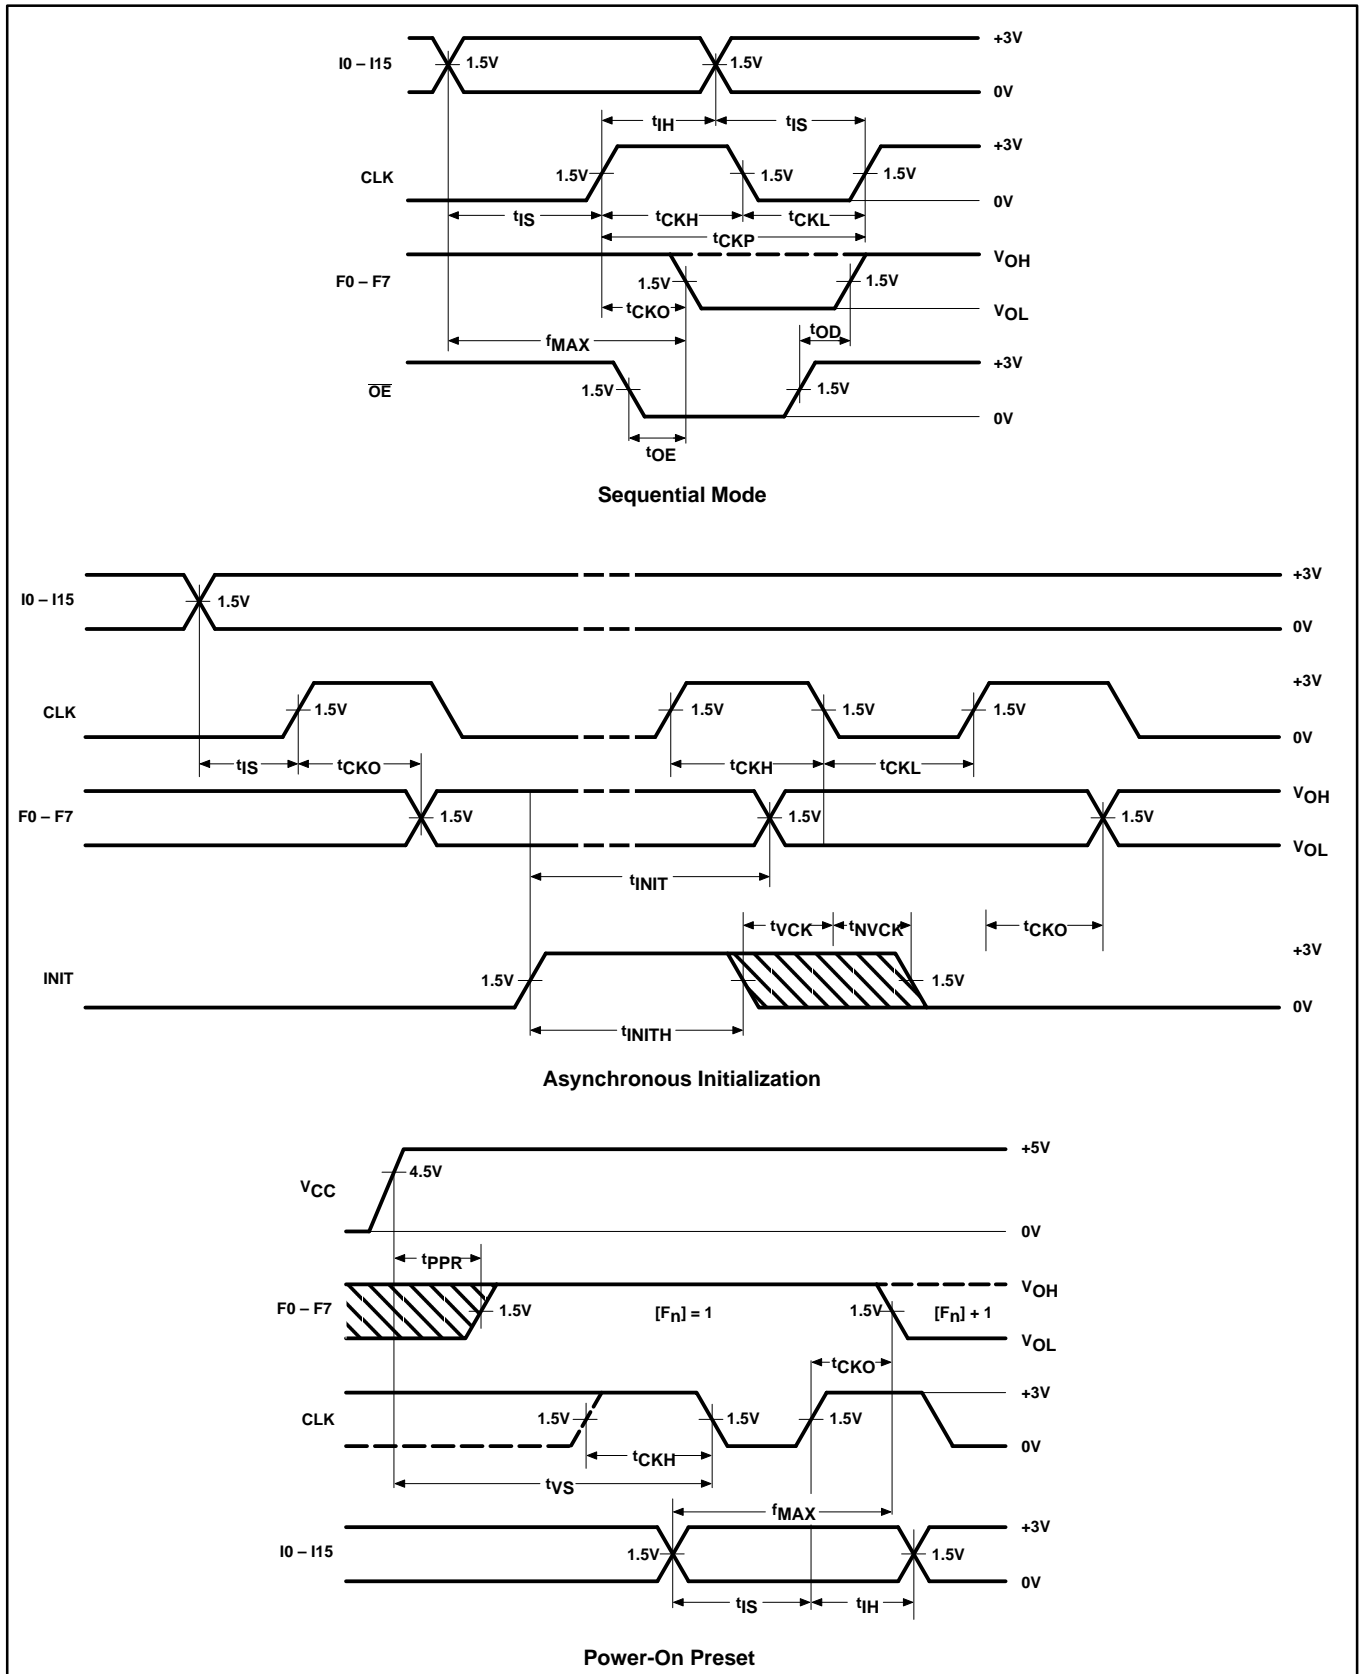 I0 – I15
1.5V
1.5V
+3V
0V
tIH
tIS
CLK
1.5V
1.5V
1.5V
+3V
0V
tIS
tCKH
tCKL
tCKP
F0 – F7
1.5V
1.5V
VOH
VOL
tCKO
tOD
fMAX
OE
1.5V
1.5V
+3V
0V
tOE
Sequential Mode
I0 – I15
1.5V
+3V
0V
CLK
1.5V
1.5V
1.5V
1.5V
+3V
0V
tIS
tCKO
tCKH
tCKL
F0 – F7
1.5V
1.5V
1.5V
VOH
VOL
tINIT
tVCK
tNVCK
tCKO
INIT
1.5V
1.5V
+3V
0V
tINITH
Asynchronous Initialization
VCC
4.5V
+5V
0V
tPPR
F0 – F7
1.5V
[Fn] = 1
1.5V
[Fn] + 1
VOH
VOL
tCKO
CLK
1.5V
1.5V
1.5V
+3V
0V
tCKH
tVS
fMAX
I0 – I15
1.5V
1.5V
+3V
0V
tIS
tIH
Power-On Preset